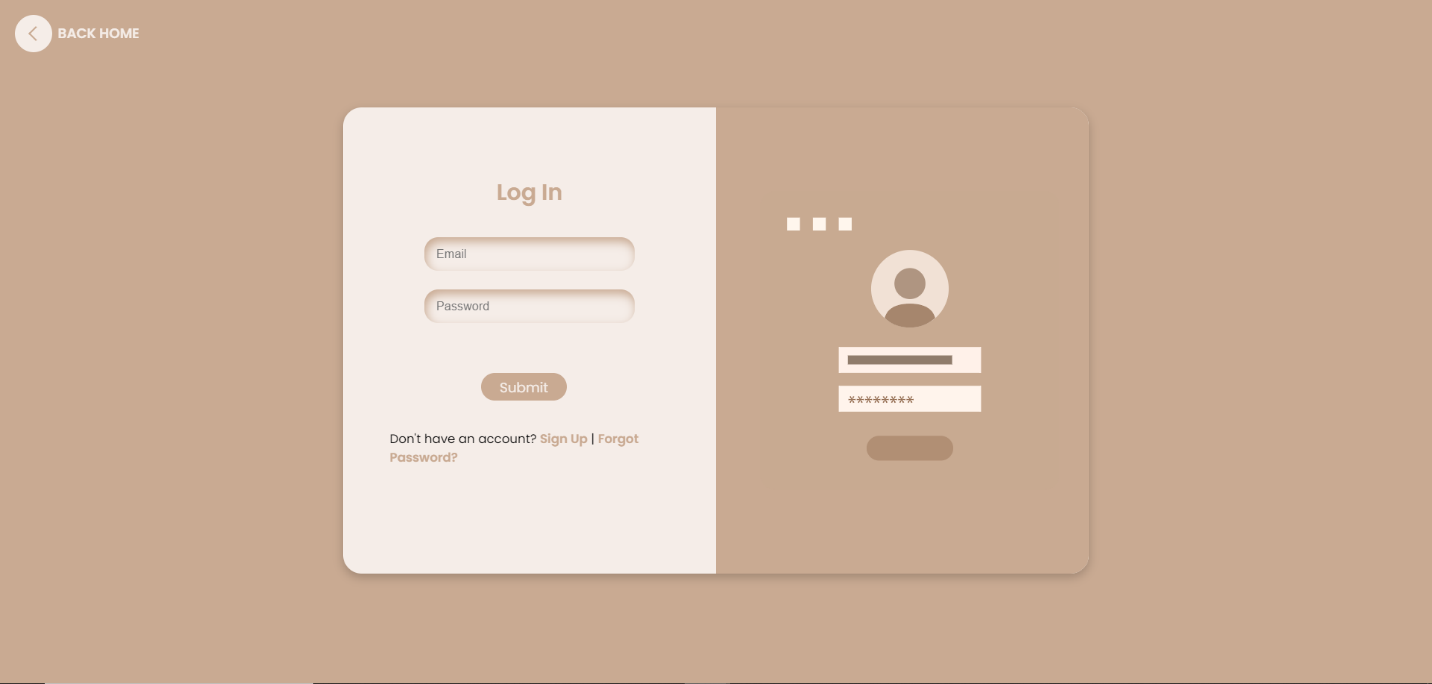 BACK HOME
Log In
Email
Password
Submit
Don't have an account? Sign Up | Forgot
Password?
********